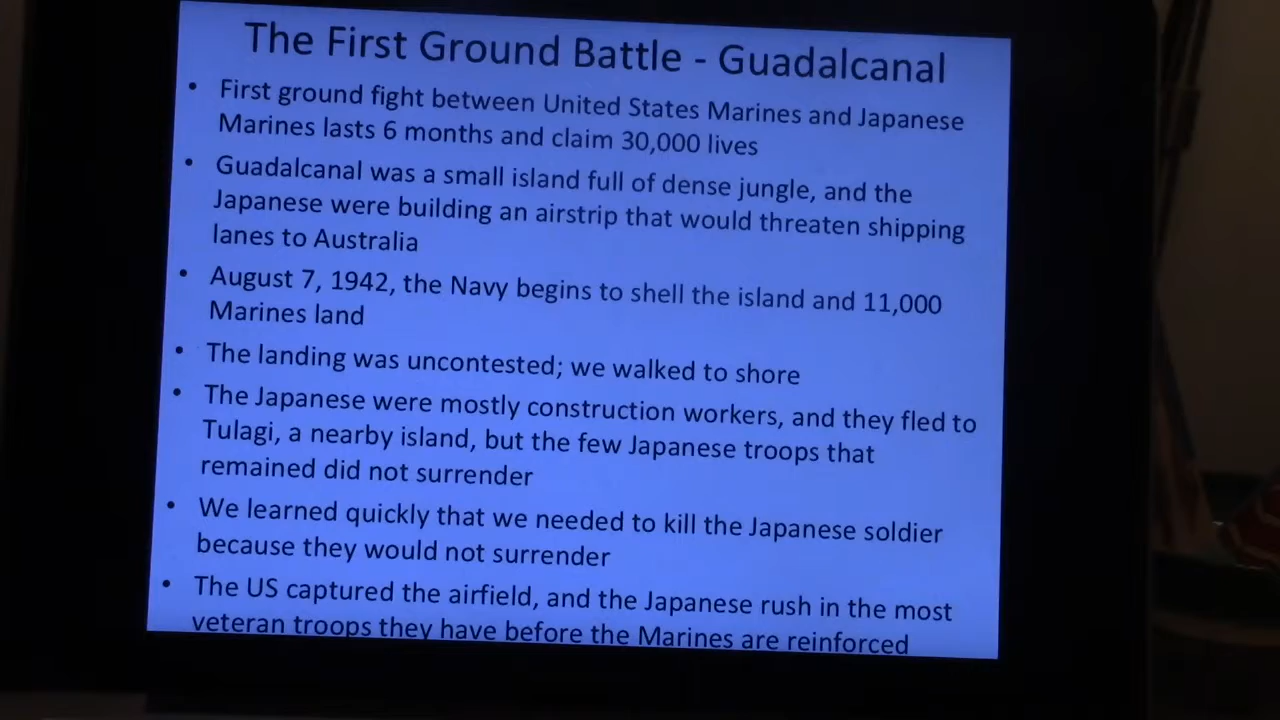 The First Ground Battle - Guadalcanal
• First ground fight between United States Marines and Japanese
Marines lasts 6 months and claim 30,000 lives
• Guadalcanal was a small island full of dense jungle, and the
Japanese were building an airstrip that would threaten shipping
lanes to Australia
• August 7, 1942, the Navy begins to shell the island and 11,000
Marines land
• The landing was uncontested; we walked to shore
• The Japanese were mostly construction workers, and they fled to
Tulagi, a nearby island, but the few Japanese troops that
remained did not surrender
• We learned quickly that we needed to kill the Japanese soldier
because they would not surrender
• The US captured the airfield, and the Japanese rush in the most
veteran troops they have before the Marines are reinforced